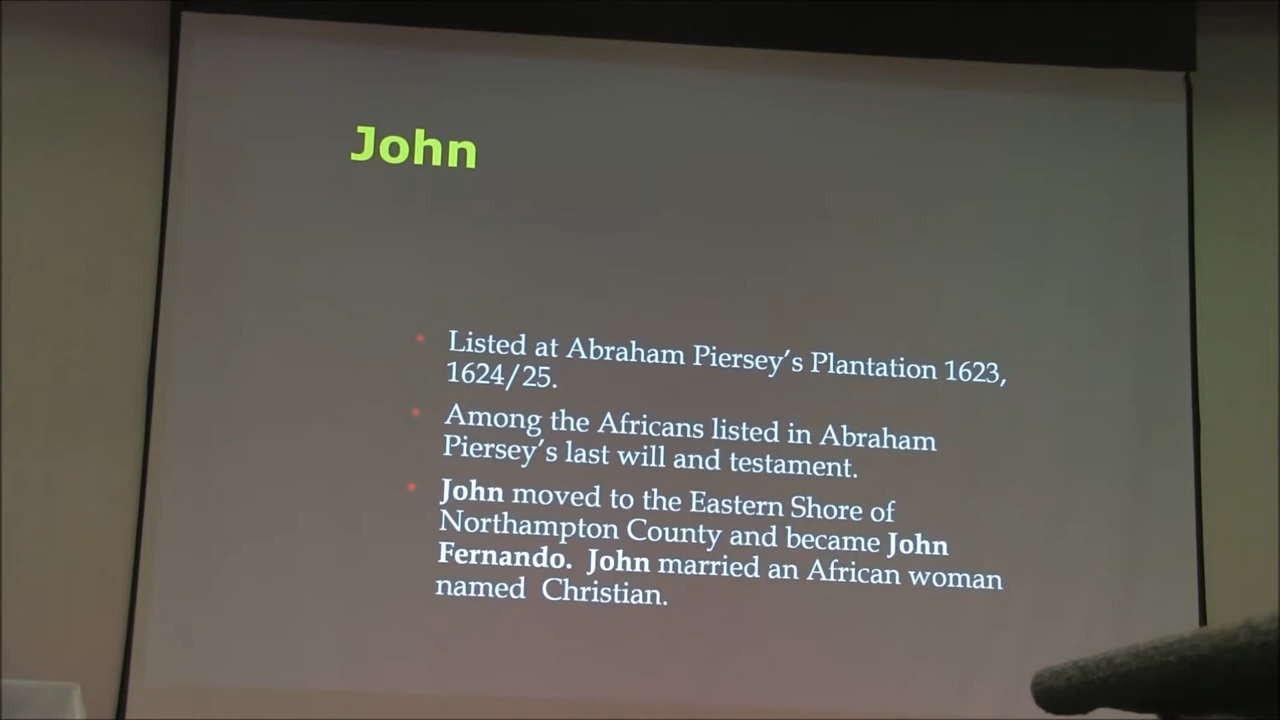 John
• Listed at Abraham Piersey's Plantation 1623,
1624/25.
• Among the Africans listed in Abraham
Piersey's last will and testament.
• John moved to the Eastern Shore of
Northampton County and became John
Fernando. John married an African woman
named Christian.